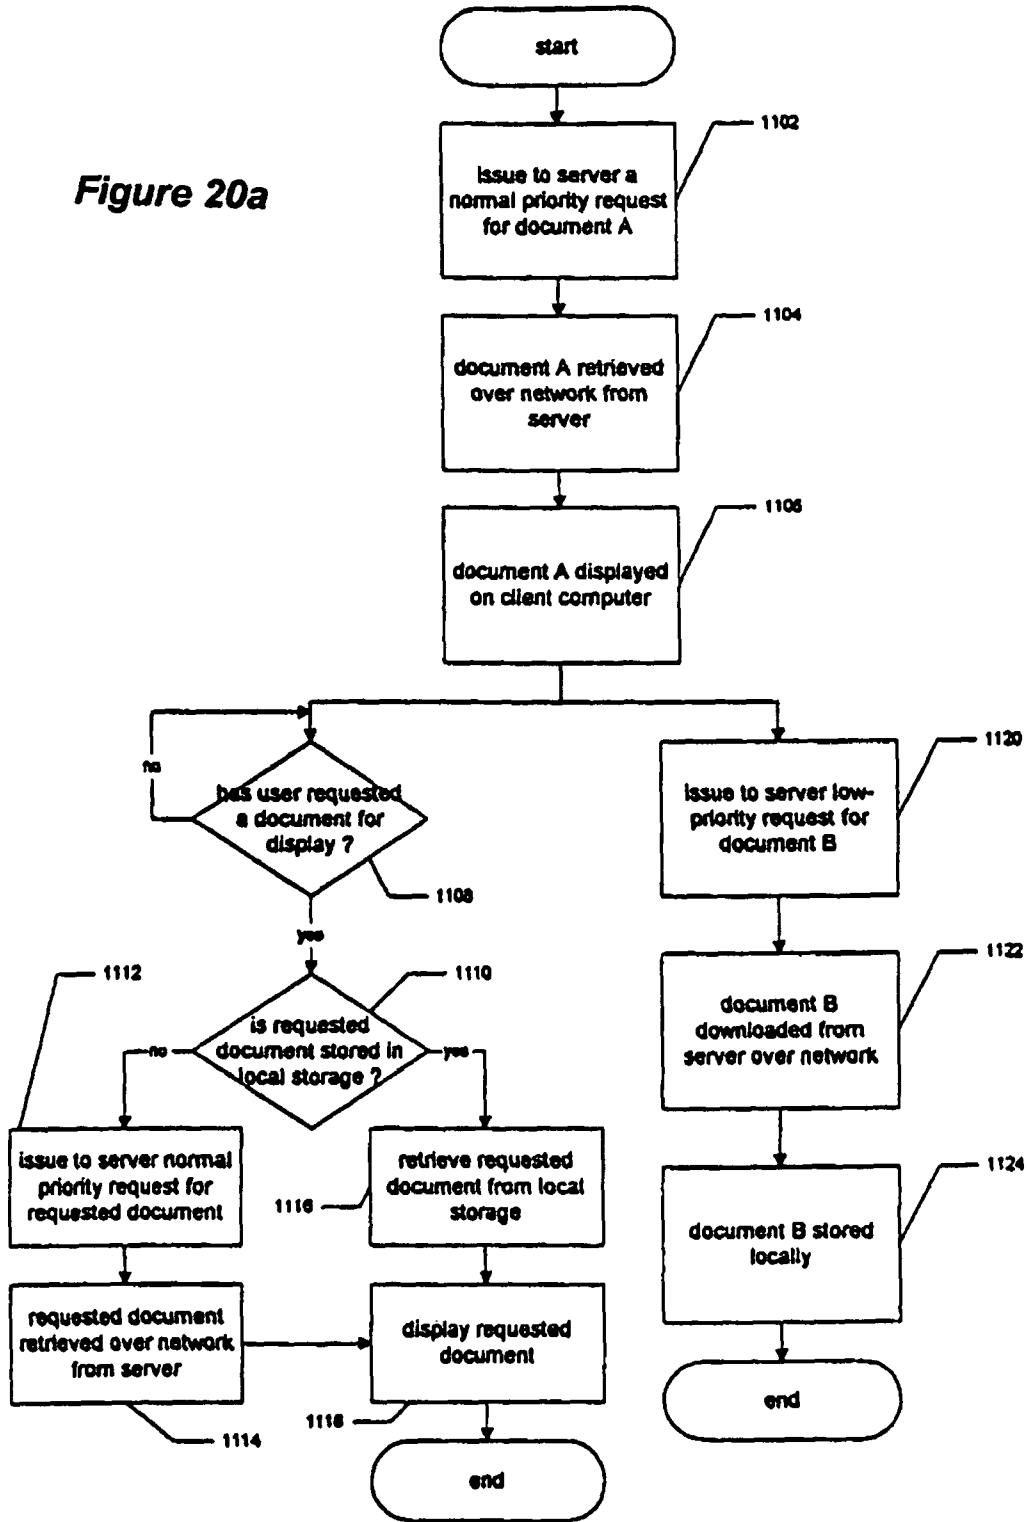 start
Figure 20a
1102
issue to server a
normal priority request
for document A
1104
document A retrieved
over network from
server
1106
document A displayed
on client computer
no
has user requested
a document for
display ?
1108
1120
issue to server low-
priority request for
document B
yes
1122
document B
downloaded from
server over network
1112
1110
is requested
document stored in
local storage ?
no
yes
issue to server normal
priority request for
requested document
1116
retrieve requested
document from local
storage
1124
document B stored
locally
requested document
retrieved over network
from server
1114
display requested
document
1118
end
end